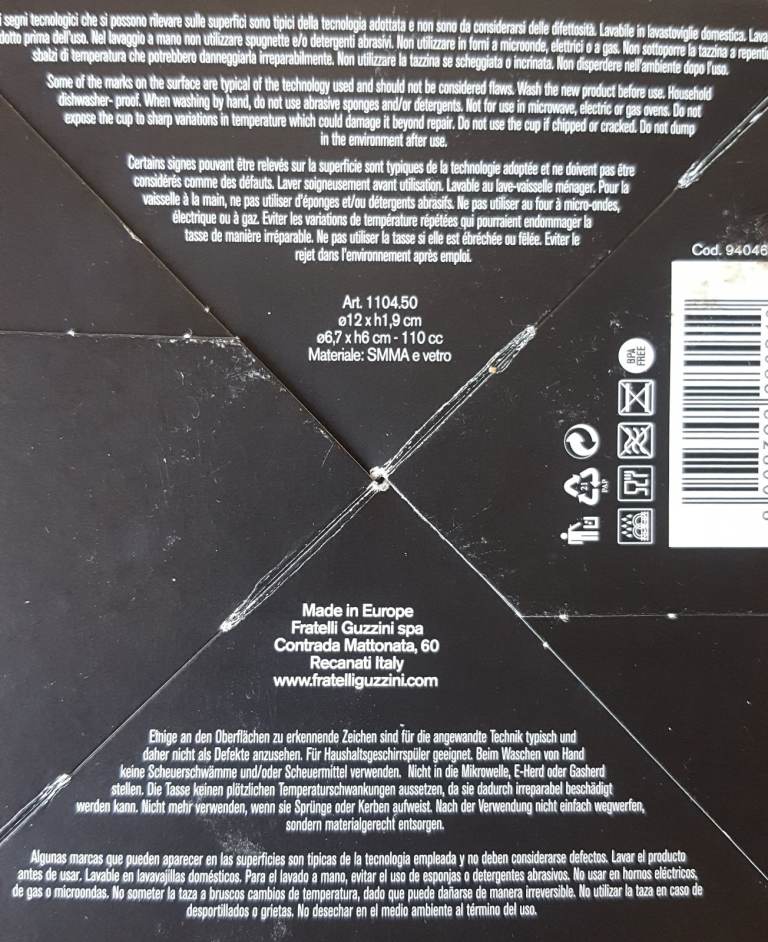 i segni tecnologici che si possono rilevare sulle superfici sono tipici della tecnologia adottata e non sono da considerarsi delle difettosità. Lavabile in lavastoviglie domestica. Lava
dotto prima dell'uso. Nel lavaggio a mano non utilizzare spugnette e/o detergenti abrasivi. Non utilizzare in forni a microonde, elettrici o a gas. Non sottoporre la tazzina a repenti
sbalzi di temperatura che potrebbero danneggiarla irreparabilmente. Non utilizzare la tazzina se scheggiata o incrinata. Non disperdere nell'ambiente dopo l'uso.
Some of the marks on the surface are typical of the technology used and should not be considered flaws. Wash the new product before use. Household
dishwasher- proof. When washing by hand, do not use abrasive sponges and/or detergents. Not for use in microwave, electric or gas ovens. Do not
expose the cup to sharp variations in temperature which could damage it beyond repair. Do not use the cup if chipped or cracked. Do not dump
in the environment after use.
Certains signes pouvant être relevés sur la superficie sont typiques de la technologie adoptée et ne doivent pas être
considérés comme des défauts. Laver soigneusement avant utilisation. Lavable au lave-vaisselle ménager. Pour la
vaisselle à la main, ne pas utiliser d'éponges et/ou détergents abrasifs. Ne pas utiliser au four à micro-ondes,
électrique ou à gaz. Eviter les variations de température répétées qui pourraient endommager la
tasse de manière irréparable. Ne pas utiliser la tasse si elle est ébréchée ou fêlée. Eviter le
rejet dans l'environnement après emploi.
Cod. 94046
Art. 1104.50
ø12 x h1,9 cm
ø6,7 x h6 cm - 110 cc
Materiale: SMMA e vetro
BPA
FREE
21
PAP
Made in Europe
Fratelli Guzzini spa
Contrada Mattonata, 60
Recanati Italy
www.fratelliguzzini.com
Einige an den Oberflächen zu erkennende Zeichen sind für die angewandte Technik typisch und
daher nicht als Defekte anzusehen. Für Haushaltsgeschirrspüler geeignet. Beim Waschen von Hand
keine Scheuerschwämme und/oder Scheuermittel verwenden. Nicht in die Mikrowelle, E-Herd oder Gasherd
stellen. Die Tasse keinen plötzlichen Temperaturschwankungen aussetzen, da sie dadurch irreparabel beschädigt
werden kann. Nicht mehr verwenden, wenn sie Sprünge oder Kerben aufweist. Nach der Verwendung nicht einfach wegwerfen,
sondern materialgerecht entsorgen.
Algunas marcas que pueden aparecer en las superficies son tipicas de la tecnología empleada y no deben considerarse defectos. Lavar el producto
antes de usar. Lavable en lavavajillas domésticos. Para el lavado a mano, evitar el uso de esponjas o detergentes abrasivos. No usar en hornos eléctricos,
de gas o microondas. No someter la taza a bruscos cambios de temperatura, dado que puede dañarse de manera irreversible. No utilizar la taza en caso de
desportillados o grietas. No desechar en el medio ambiente al término del uso.